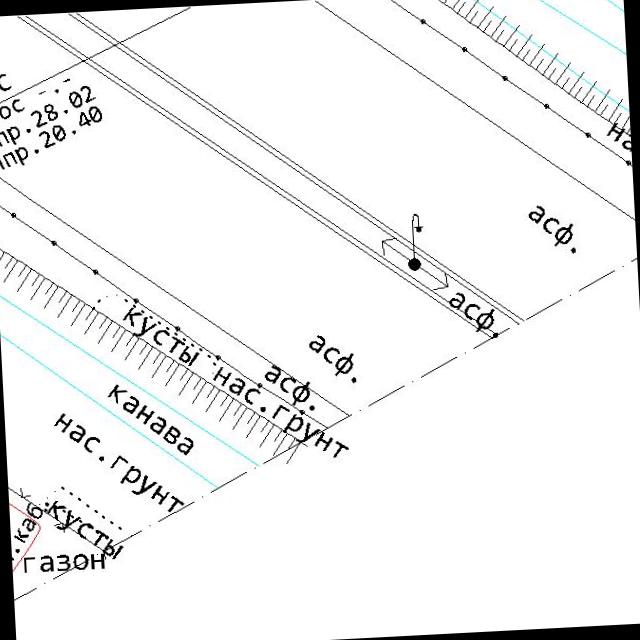 с
ос -.-
пр.28.02
пр.20.40
на
асф.
асф.
асф.
асф.
кусты нас.грунт
канава
нас.грунт
кусты
.каб.
газон